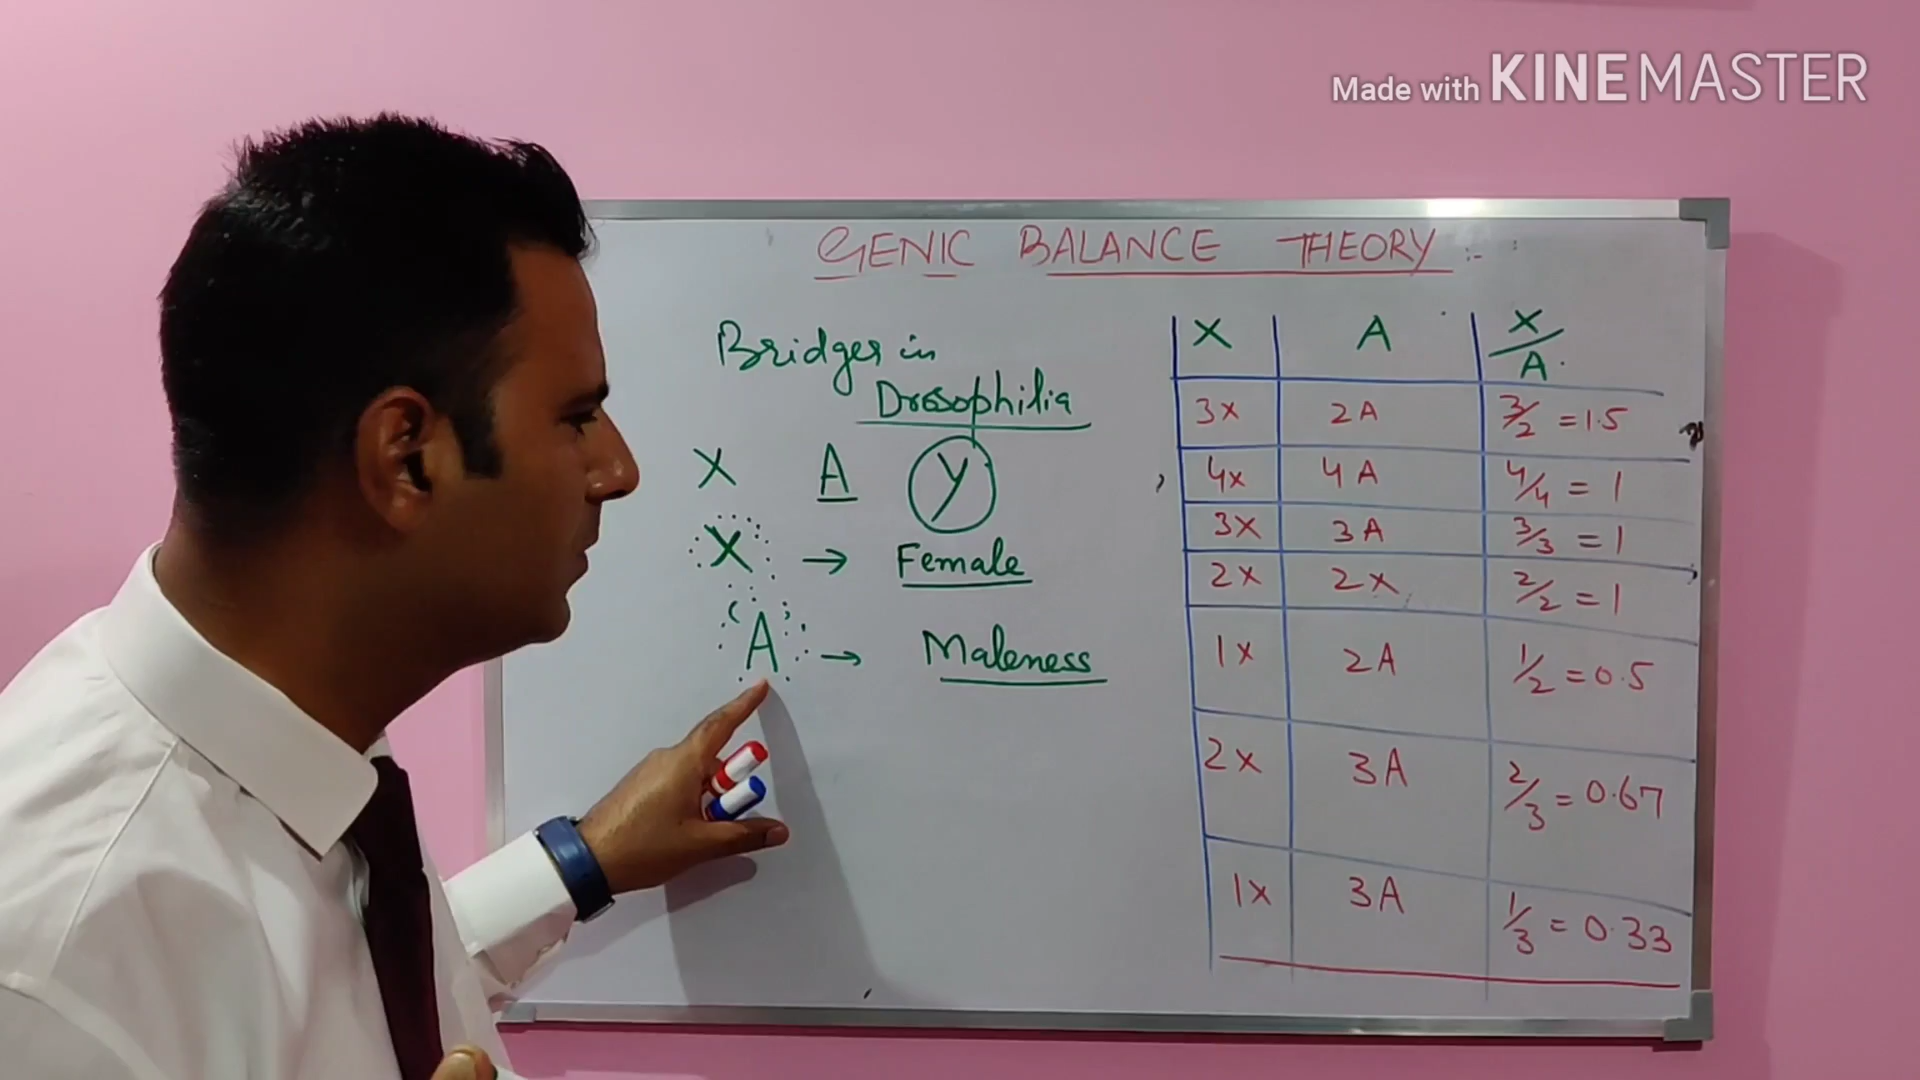 Made with KINEMASTER
GENIC BALANCE THEORY :-
Bridges in
Drosophilia
X A Y
X → Female
A → Maleness
X A X/A
3x 2A 3/2 = 1.5
4x 4A 4/4 = 1
3x 3A 3/3 = 1
2x 2x 2/2 = 1
1x 2A 1/2 = 0.5
2x 3A 2/3 = 0.67
1x 3A 1/3 = 0.33